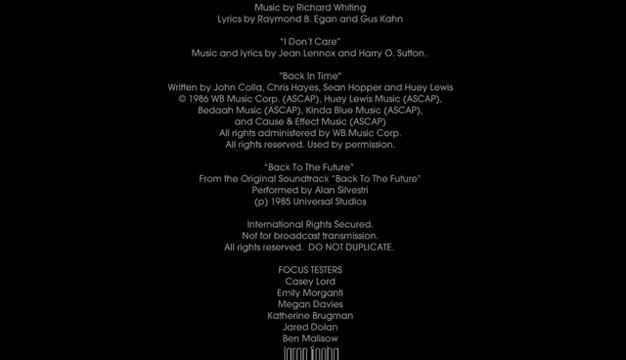 Music by Richard Whiting
Lyrics by Raymond B. Egan and Gus Kahn
"I Don't Care"
Music and lyrics by Jean Lennox and Harry O. Sutton.
"Back In Time"
Written by John Colla, Chris Hayes, Sean Hopper and Huey Lewis
© 1986 WB Music Corp. (ASCAP), Huey Lewis Music (ASCAP),
Bedaah Music (ASCAP), Kinda Blue Music (ASCAP),
and Cause & Effect Music (ASCAP)
All rights administered by WB Music Corp.
All rights reserved. Used by permission.
"Back To The Future"
From the Original Soundtrack "Back To The Future"
Performed by Alan Silvestri
(p) 1985 Universal Studios
International Rights Secured.
Not for broadcast transmission.
All rights reserved. DO NOT DUPLICATE.
FOCUS TESTERS
Casey Lord
Emily Morganti
Megan Davies
Katherine Brugman
Jared Dolan
Ben Malisow